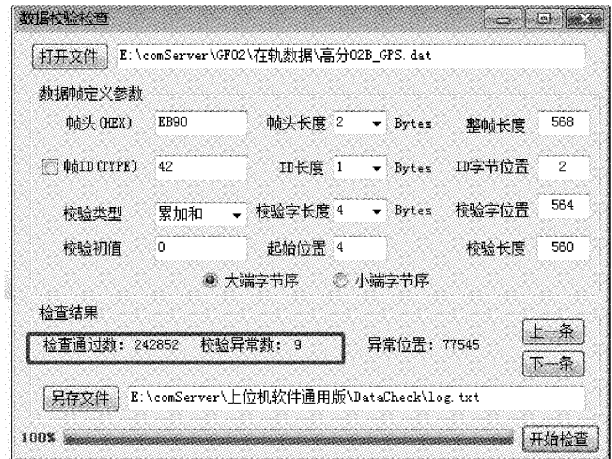 数据校验检查
打开文件 E:\comServer\GF02\在轨数据\高分02B_GPS.dat
数据帧定义参数
帧头(HEX) EB90 帧头长度 2 Bytes 整帧长度 568
帧ID(TYPE) 42 ID长度 1 Bytes ID字节位置 2
校验类型 累加和 校验字长度 4 Bytes 校验字位置 564
校验初值 0 起始位置 4 校验长度 560
大端字节序 小端字节序
检查结果
检查通过数: 242852 校验异常数: 9 异常位置: 77545 上一条
下一条
另存文件 E:\comServer\上位机软件通用版\DataCheck\log.txt
100% 开始检查